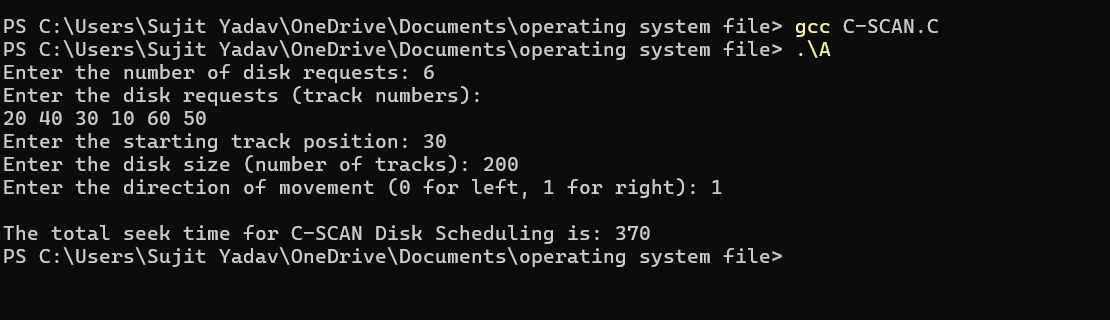 PS C:\Users\Sujit Yadav\OneDrive\Documents\operating system file> gcc C-SCAN.C
PS C:\Users\Sujit Yadav\OneDrive\Documents\operating system file> .\A
Enter the number of disk requests: 6
Enter the disk requests (track numbers):
20 40 30 10 60 50
Enter the starting track position: 30
Enter the disk size (number of tracks): 200
Enter the direction of movement (0 for left, 1 for right): 1
The total seek time for C-SCAN Disk Scheduling is: 370
PS C:\Users\Sujit Yadav\OneDrive\Documents\operating system file>